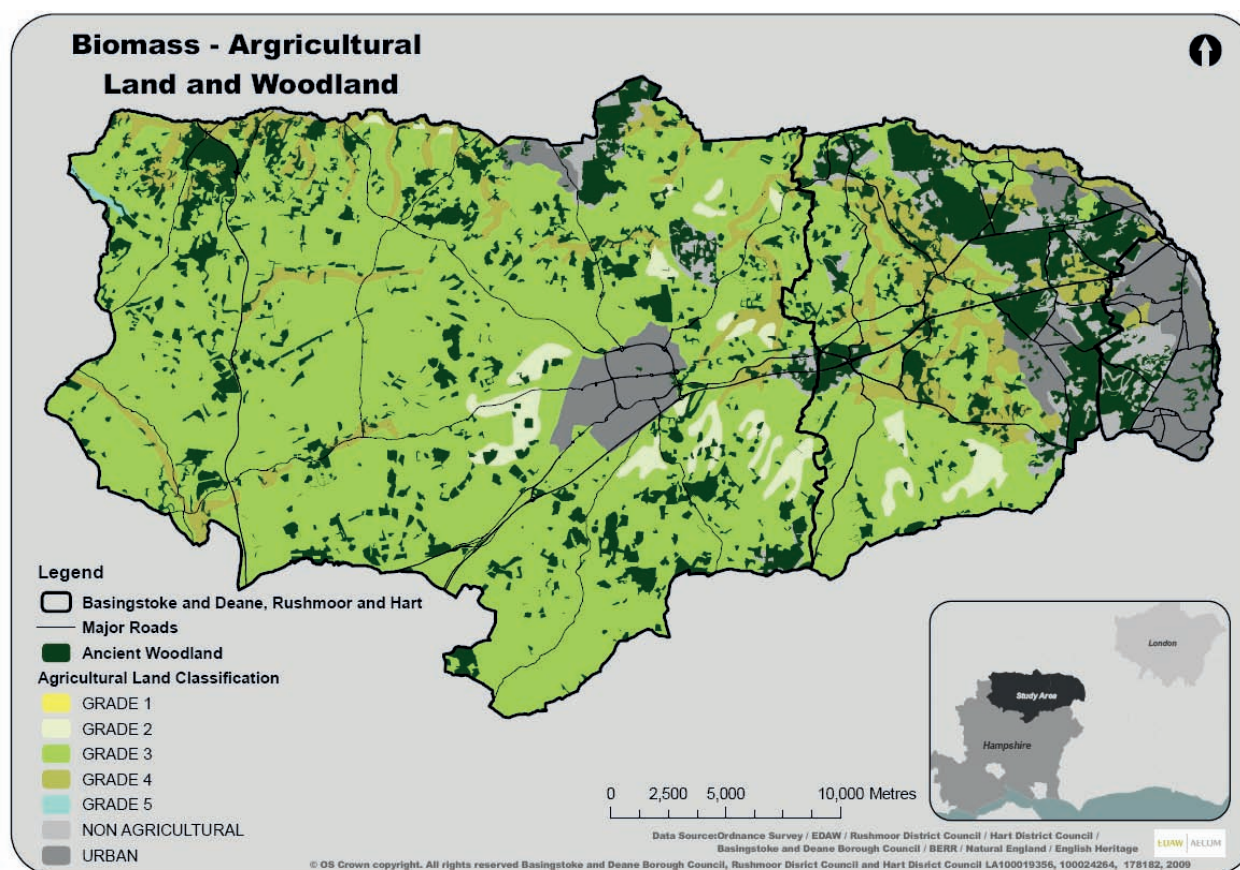 Biomass - Argricultural
Land and Woodland
Legend
Basingstoke and Deane, Rushmoor and Hart
Major Roads
Ancient Woodland
Agricultural Land Classification
GRADE 1
GRADE 2
GRADE 3
GRADE 4
GRADE 5
NON AGRICULTURAL
URBAN
0 2,500 5,000 10,000 Metres
London
Study Area
Hampshire
Data Source:Ordnance Survey / EDAW / Rushmoor District Council / Hart District Council /
Basingstoke and Deane Borough Council / BERR / Natural England / English Heritage
EDAW AECOM
© OS Crown copyright. All rights reserved Basingstoke and Deane Borough Council, Rushmoor Disrict Council and Hart Disrict Council LA100019356, 100024264, 178182, 2009